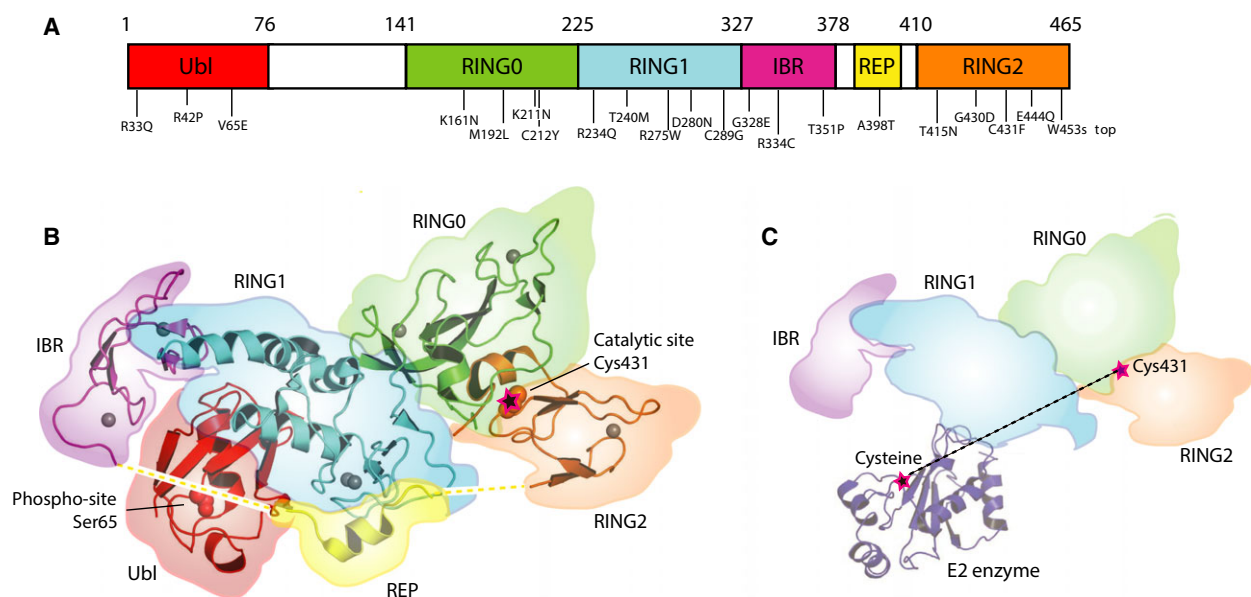 A
1 76 141 225 327 378 410 465
Ubl RING0 RING1 IBR REP RING2
R33Q R42P V65E K161N M192L K211N C212Y R234Q T240M R275W D280N C289G G328E R334C T351P A398T T415N G430D C431F E444Q W453s top
B
RING0
RING1
IBR
Catalytic site
Cys431
Phospho-site
Ser65
RING2
Ubl
REP
C
RING0
RING1
IBR
Cys431
Cysteine
RING2
E2 enzyme